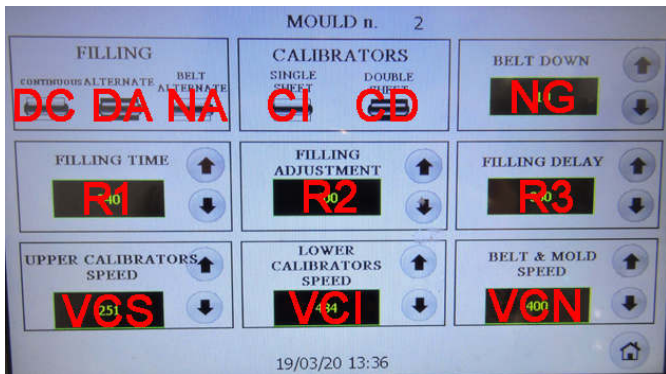 MOULD n. 2
FILLING
CONTINUOUS ALTERNATE BELT ALTERNATE
DC DA NA
CALIBRATORS
SINGLE SHEET DOUBLE SHEET
CI CD
BELT DOWN
NG
FILLING TIME
R1
FILLING ADJUSTMENT
R2
FILLING DELAY
R3
UPPER CALIBRATORS SPEED
251
VCS
LOWER CALIBRATORS SPEED
VCI
BELT & MOLD SPEED
400
VCN
19/03/20 13:36